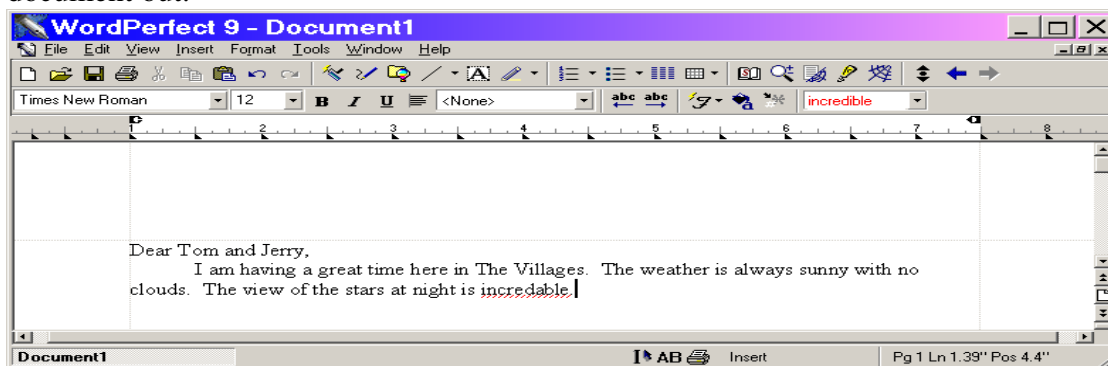 document out.
WordPerfect 9 - Document1
File Edit View Insert Format Tools Window Help
Times New Roman 12 B I U <None> abc abc incredible
1 2 3 4 5 6 7 8
Dear Tom and Jerry,
I am having a great time here in The Villages. The weather is always sunny with no
clouds. The view of the stars at night is incredable.
Document1 AB Insert Pg 1 Ln 1.39" Pos 4.4"